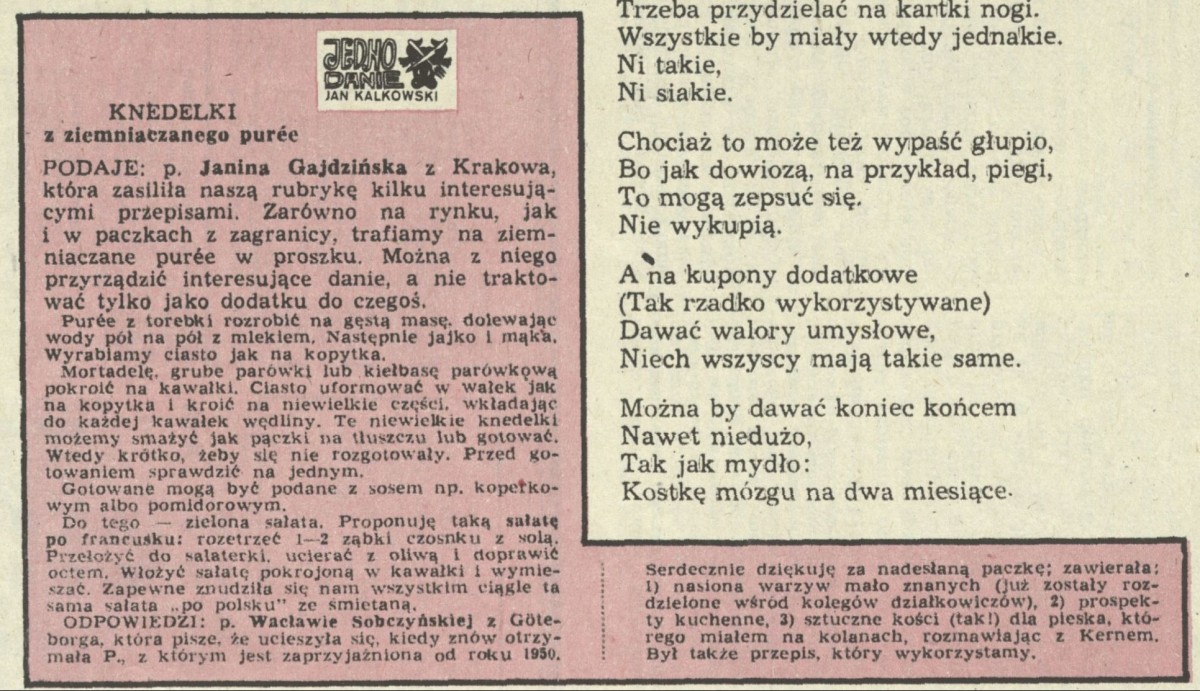 JEDNO
DANIE
JAN KALKOWSKI
KNEDELKI
z ziemniaczanego purée
PODAJE: p. Janina Gajdzińska z Krakowa,
która zasiliła naszą rubrykę kilku interesują-
cymi przepisami. Zarówno na rynku, jak
i w paczkach z zagranicy, trafiamy na ziem-
niaczane purée w proszku. Można z niego
przyrządzić interesujące danie, a nie trakto-
wać tylko jako dodatku do czegoś.
Purée z torebki rozrobić na gęstą masę, dolewając
wody pół na pół z mlekiem. Następnie jajko i mąka.
Wyrabiamy ciasto jak na kopytka.
Mortadelę, grube parówki lub kiełbasę parówkową
pokroić na kawałki. Ciasto uformować w wałek jak
na kopytka i kroić na niewielkie części, wkładając
do każdej kawałek wędliny. Te niewielkie knedelki
możemy smażyć jak pączki na tłuszczu lub gotować.
Wtedy krótko, żeby się nie rozgotowały. Przed go-
towaniem sprawdzić na jednym.
Gotowane mogą być podane z sosem np. koperko-
wym albo pomidorowym.
Do tego — zielona sałata. Proponuję taką sałatę
po francusku: rozetrzeć 1—2 ząbki czosnku z solą.
Przełożyć do salaterki, ucierać z oliwą i doprawić
octem. Włożyć sałatę pokrojoną w kawałki i wymie-
szać. Zapewne znudziła się nam wszystkim ciągle ta
sama sałata „po polsku" ze śmietaną.
ODPOWIEDZI: p. Wacławie Sobczyńskiej z Göte-
borga, która pisze, że ucieszyła się, kiedy znów otrzy-
mała P., z którym jest zaprzyjaźniona od roku 1950.
Serdecznie dziękuję za nadesłaną paczkę; zawierała:
1) nasiona warzyw mało znanych (już zostały roz-
dzielone wśród kolegów działkowiczów), 2) prospek-
ty kuchenne, 3) sztuczne kości (tak!) dla pieska, któ-
rego miałem na kolanach, rozmawiając z Kernem.
Był także przepis, który wykorzystamy.
Trzeba przydzielać na kartki nogi.
Wszystkie by miały wtedy jednakie.
Ni takie,
Ni siakie.
Chociaż to może też wypaść głupio,
Bo jak dowiozą, na przykład, piegi,
To mogą zepsuć się.
Nie wykupią.
A na kupony dodatkowe
(Tak rzadko wykorzystywane)
Dawać walory umysłowe,
Niech wszyscy mają takie same.
Można by dawać koniec końcem
Nawet niedużo,
Tak jak mydło:
Kostkę mózgu na dwa miesiące.